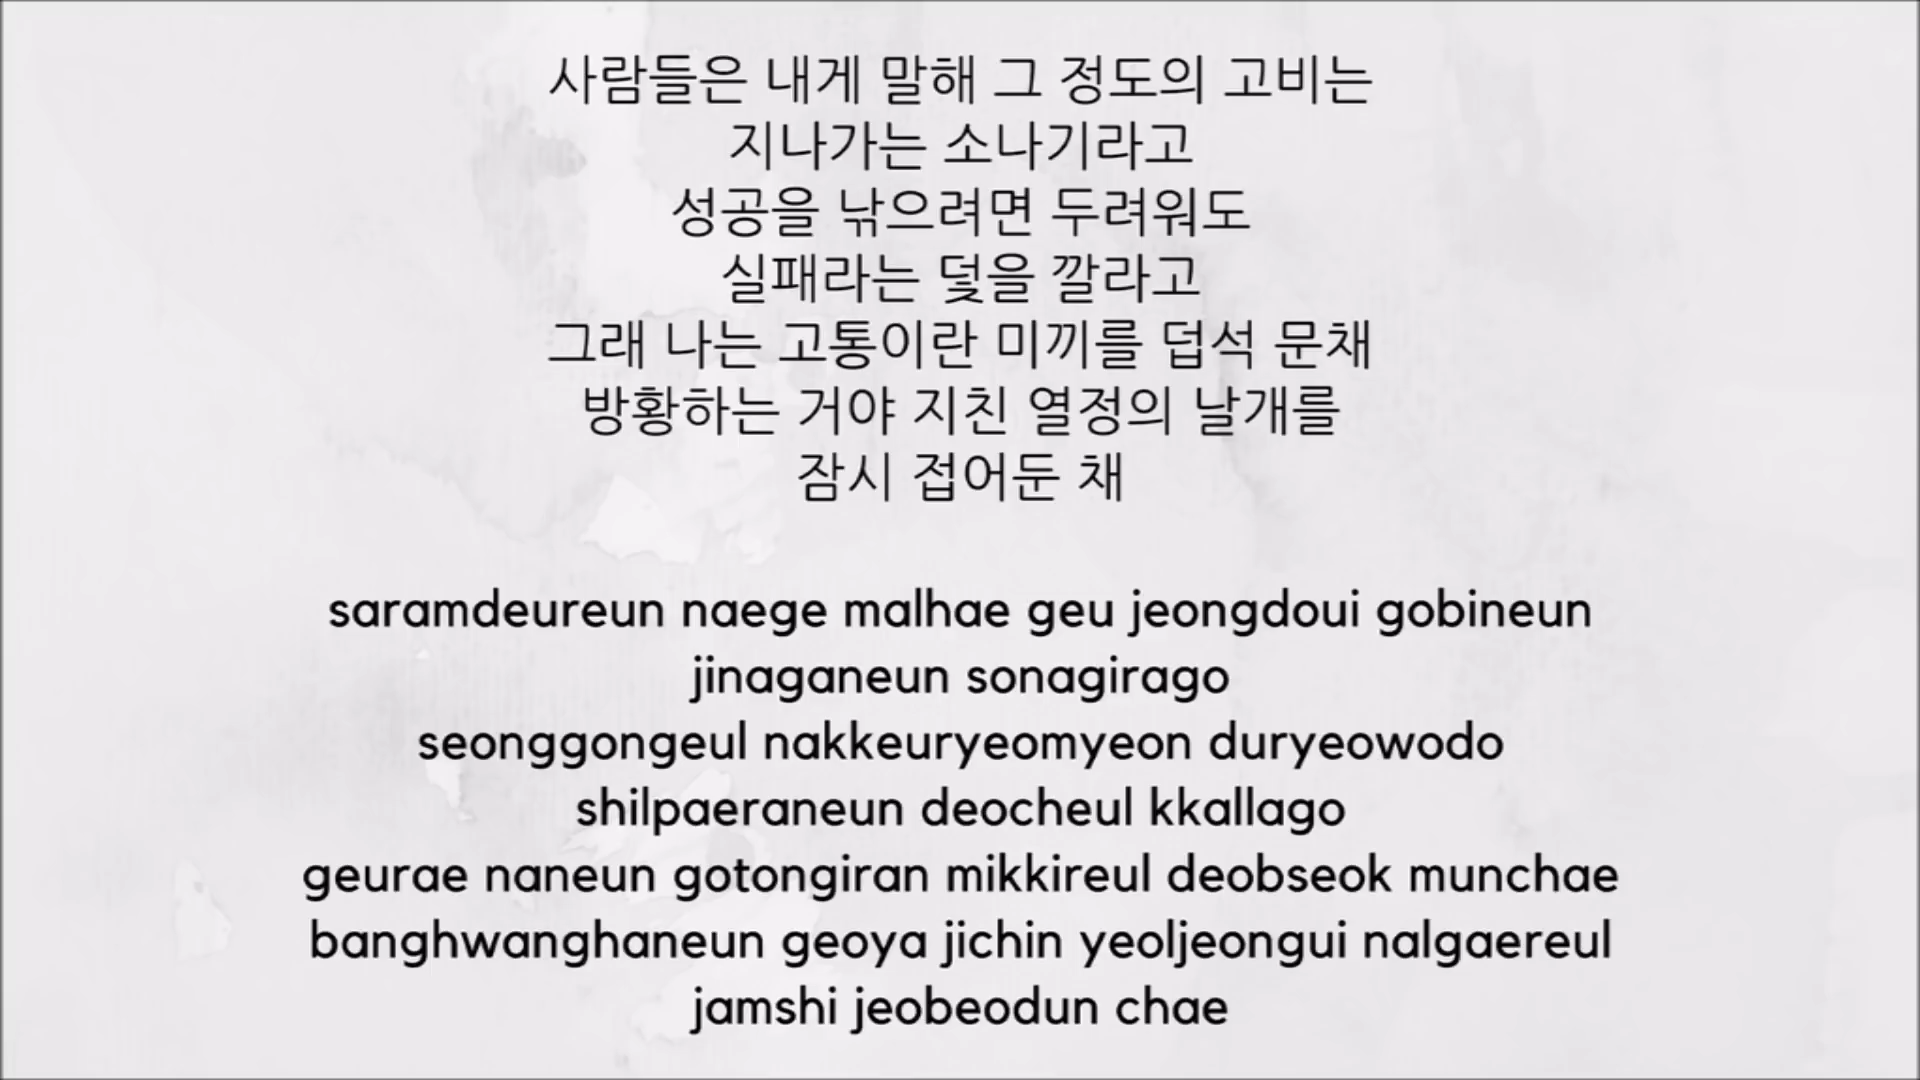 사람들은 내게 말해 그 정도의 고비는
지나가는 소나기라고
성공을 낚으려면 두려워도
실패라는 덫을 깔라고
그래 나는 고통이란 미끼를 덥석 문채
방황하는 거야 지친 열정의 날개를
잠시 접어둔 채
saramdeureun naege malhae geu jeongdoui gobineun
jinaganeun sonagirago
seonggongeul nakkeuryeomyeon duryeowodo
shilpaeraneun deocheul kkallago
geurae naneun gotongiran mikkireul deobseok munchae
banghwanghaneun geoya jichin yeoljeongui nalgaereul
jamshi jeobeodun chae